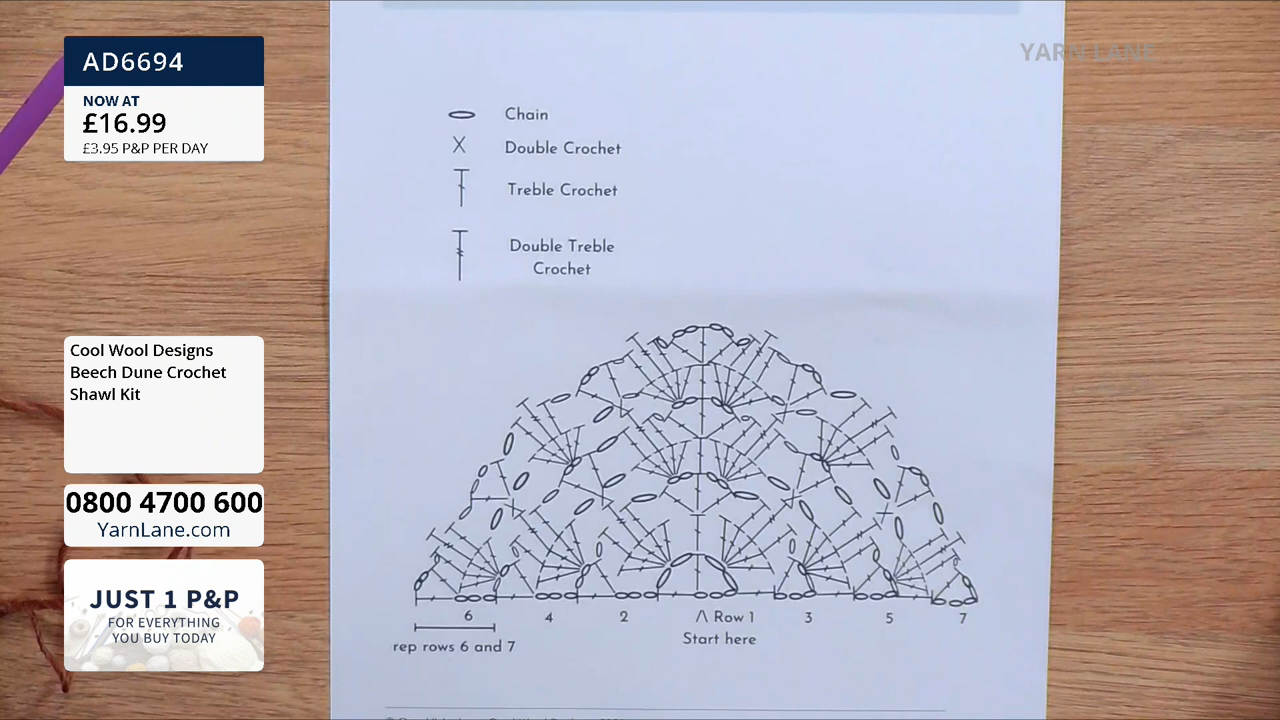 AD6694
NOW AT
£16.99
£3.95 P&P PER DAY
Cool Wool Designs
Beech Dune Crochet
Shawl Kit
0800 4700 600
YarnLane.com
JUST 1 P&P
FOR EVERYTHING
YOU BUY TODAY
YARN LANE
Chain
Double Crochet
Treble Crochet
Double Treble
Crochet
6
4
2
Row 1
3
5
7
Start here
rep rows 6 and 7